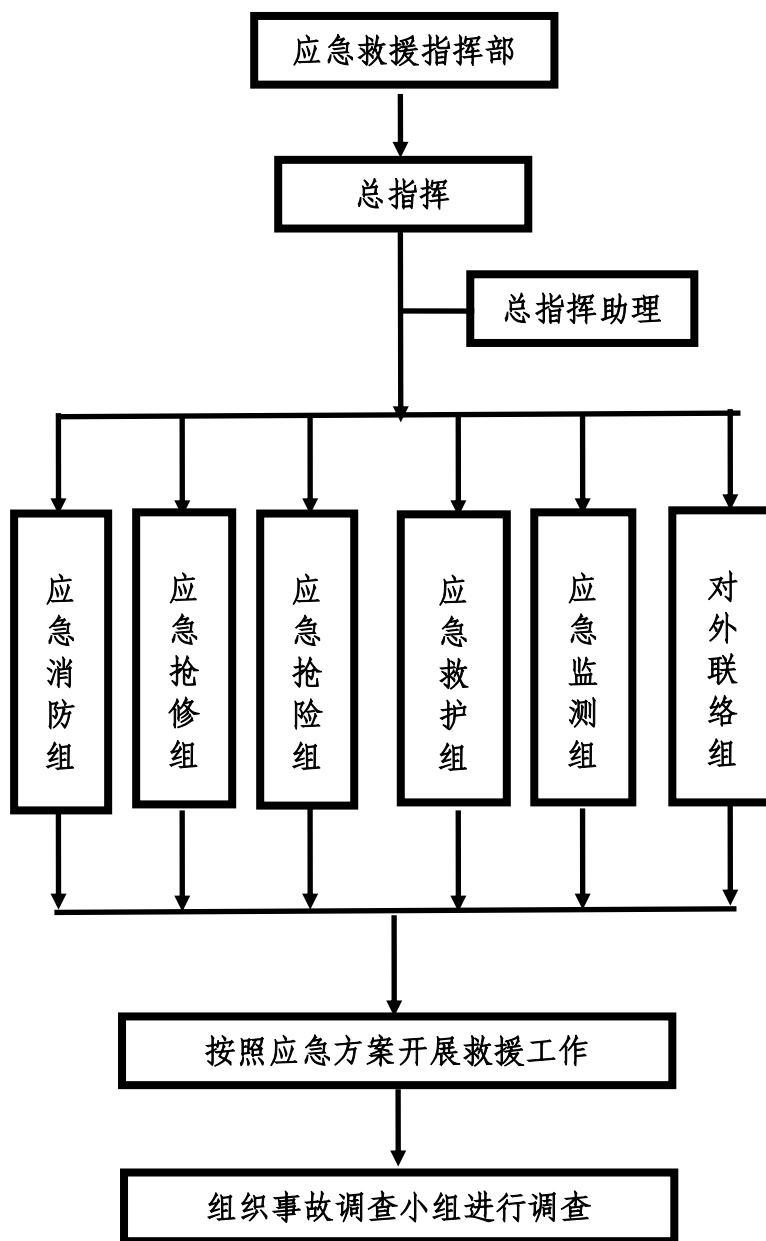 应急救援指挥部
总指挥
总指挥助理
应急消防组
应急抢修组
应急抢险组
应急救护组
应急监测组
对外联络组
按照应急方案开展救援工作
组织事故调查小组进行调查